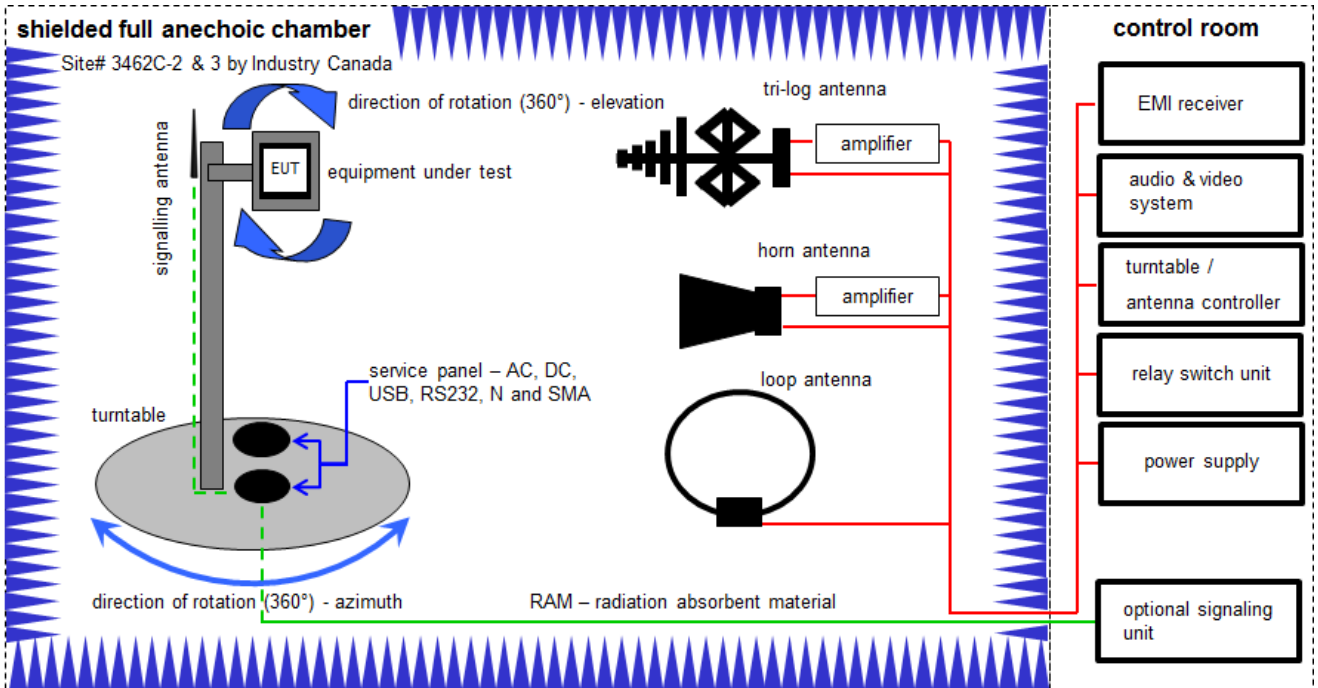 shielded full anechoic chamber
Site# 3462C-2 & 3 by Industry Canada
direction of rotation (360°) - elevation
signalling antenna
EUT
equipment under test
service panel – AC, DC,
USB, RS232, N and SMA
turntable
direction of rotation (360°) - azimuth
tri-log antenna
amplifier
horn antenna
amplifier
loop antenna
RAM – radiation absorbent material
control room
EMI receiver
audio & video
system
turntable /
antenna controller
relay switch unit
power supply
optional signaling
unit